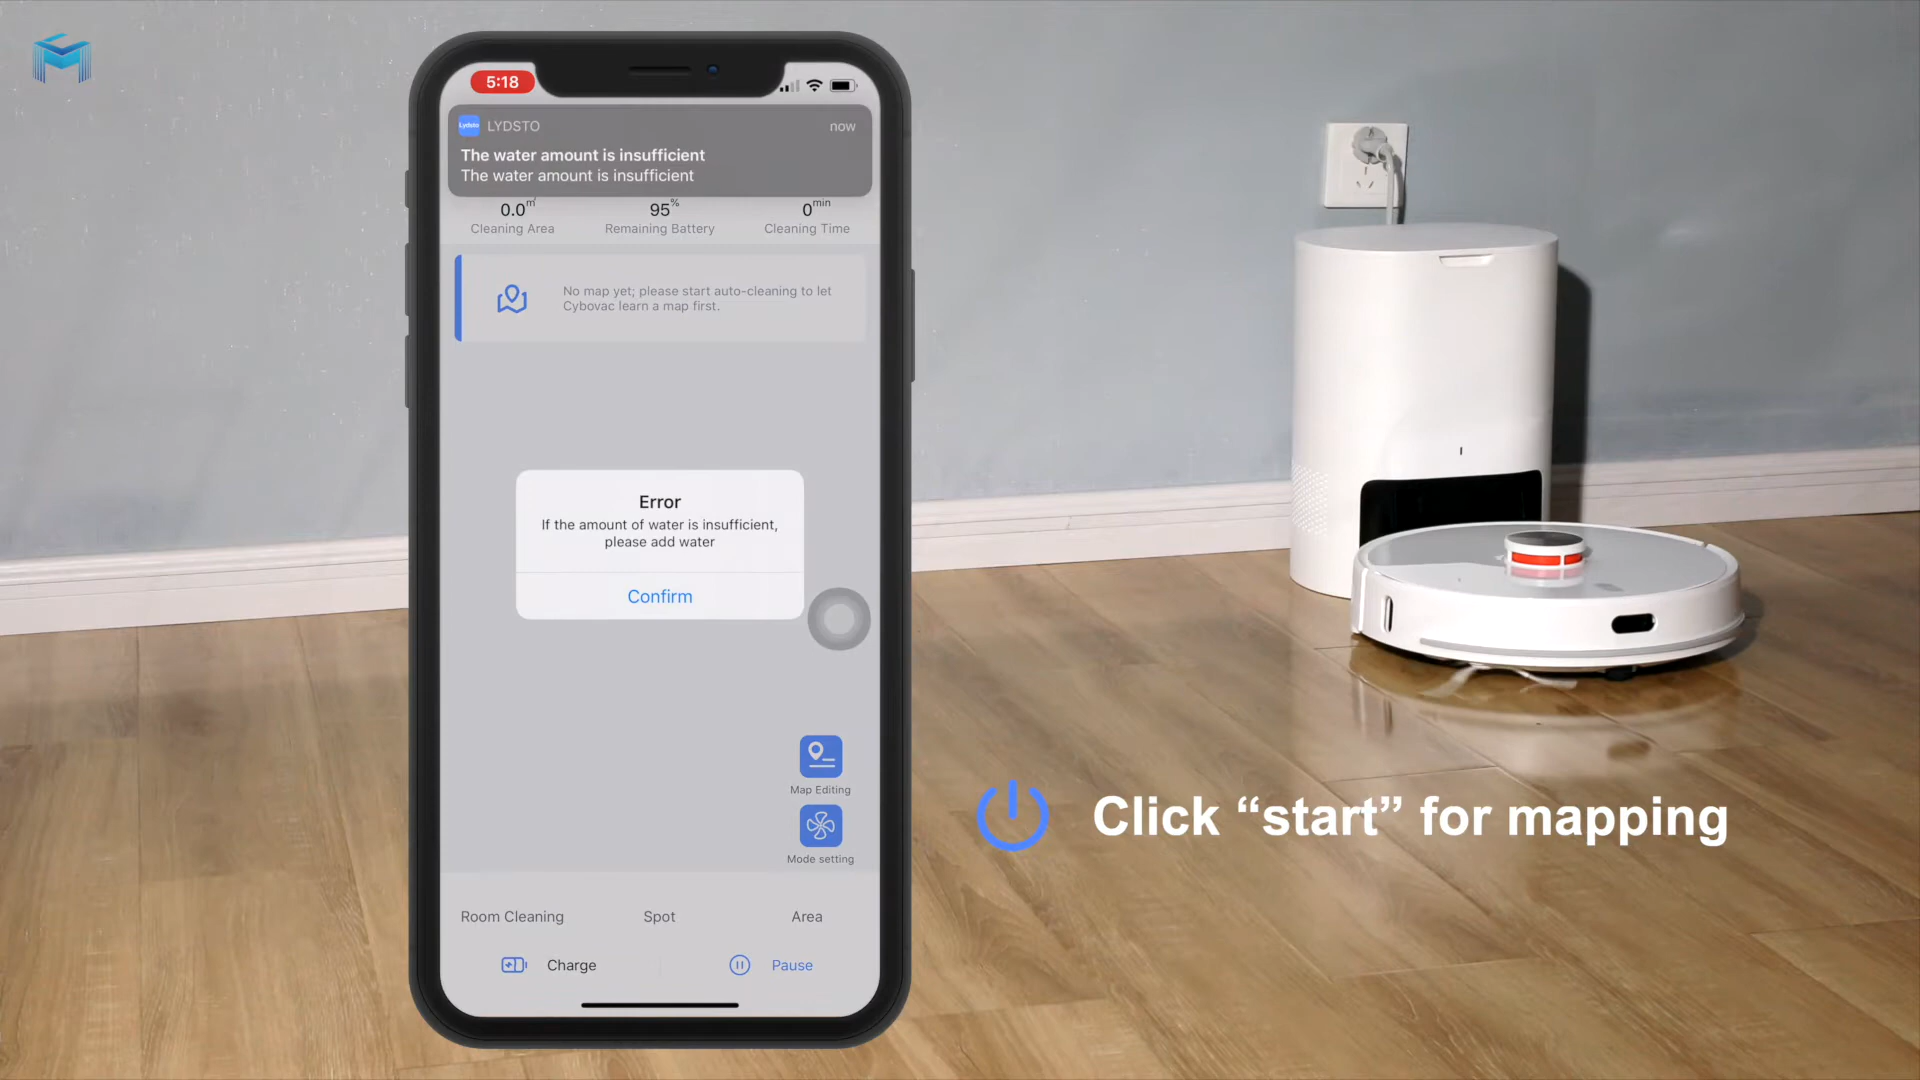 5:18
Lydsto LYDSTO now
The water amount is insufficient
The water amount is insufficient
0.0㎡ 95% 0min
Cleaning Area Remaining Battery Cleaning Time
No map yet; please start auto-cleaning to let
Cybovac learn a map first.
Error
If the amount of water is insufficient,
please add water
Confirm
Map Editing
Mode setting
Click “start” for mapping
Room Cleaning Spot Area
Charge Pause